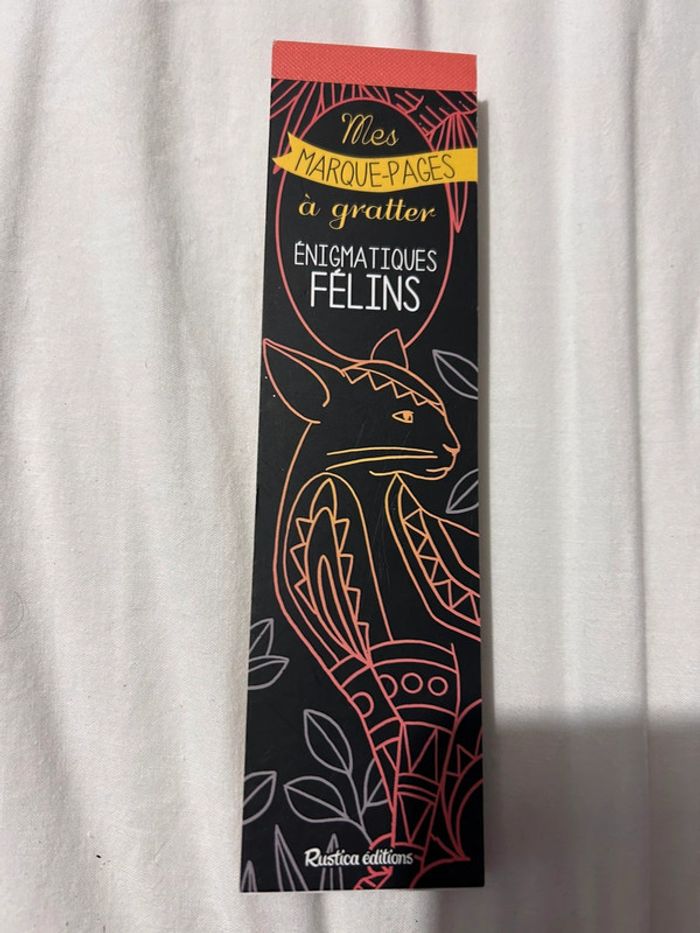 Mes
MARQUE-PAGES
à gratter
ÉNIGMATIQUES
FÉLINS
Rustica éditions